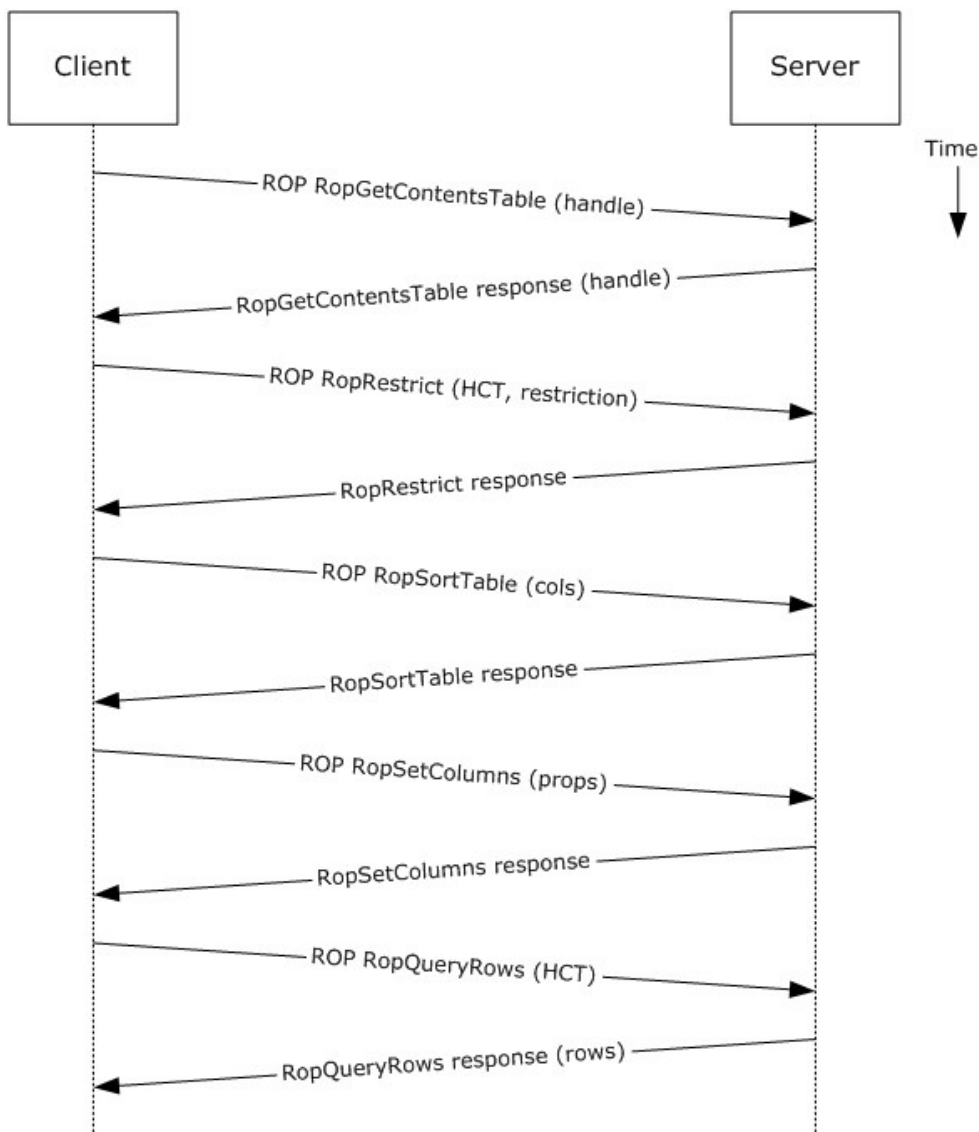 Client
Server
Time
ROP RopGetContentsTable (handle)
RopGetContentsTable response (handle)
ROP RopRestrict (HCT, restriction)
RopRestrict response
ROP RopSortTable (cols)
RopSortTable response
ROP RopSetColumns (props)
RopSetColumns response
ROP RopQueryRows (HCT)
RopQueryRows response (rows)